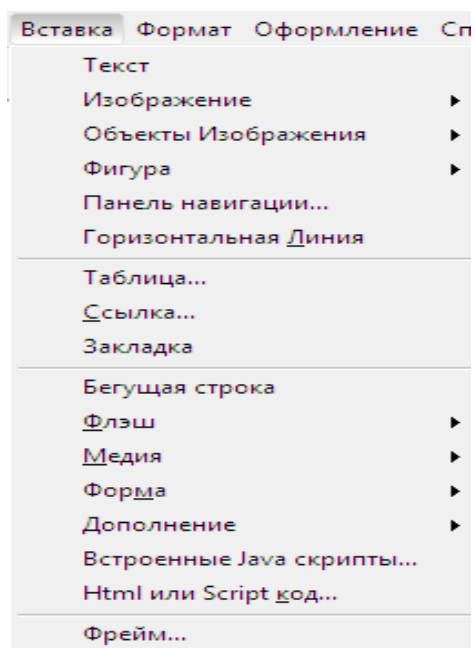 Вставка Формат Оформление Сп
Текст
Изображение
Объекты Изображения
Фигура
Панель навигации...
Горизонтальная Линия
Таблица...
Ссылка...
Закладка
Бегущая строка
Флэш
Медия
Форма
Дополнение
Встроенные Java скрипты...
Html или Script код...
Фрейм...